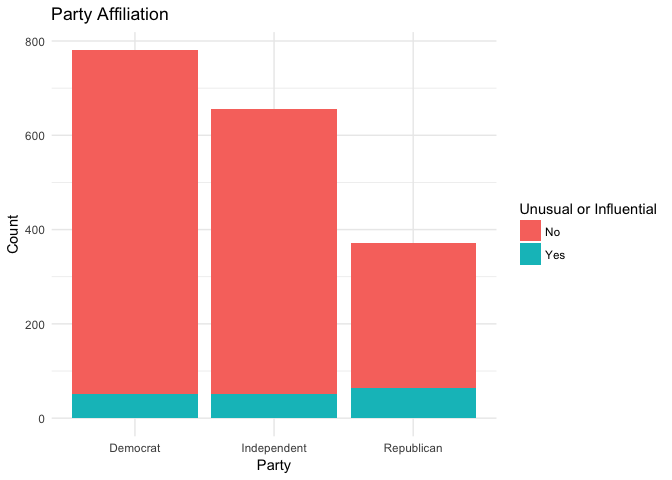 Party Affiliation
800
600
400
200
0
Count
Democrat
Independent
Republican
Party
Unusual or Influential
No
Yes